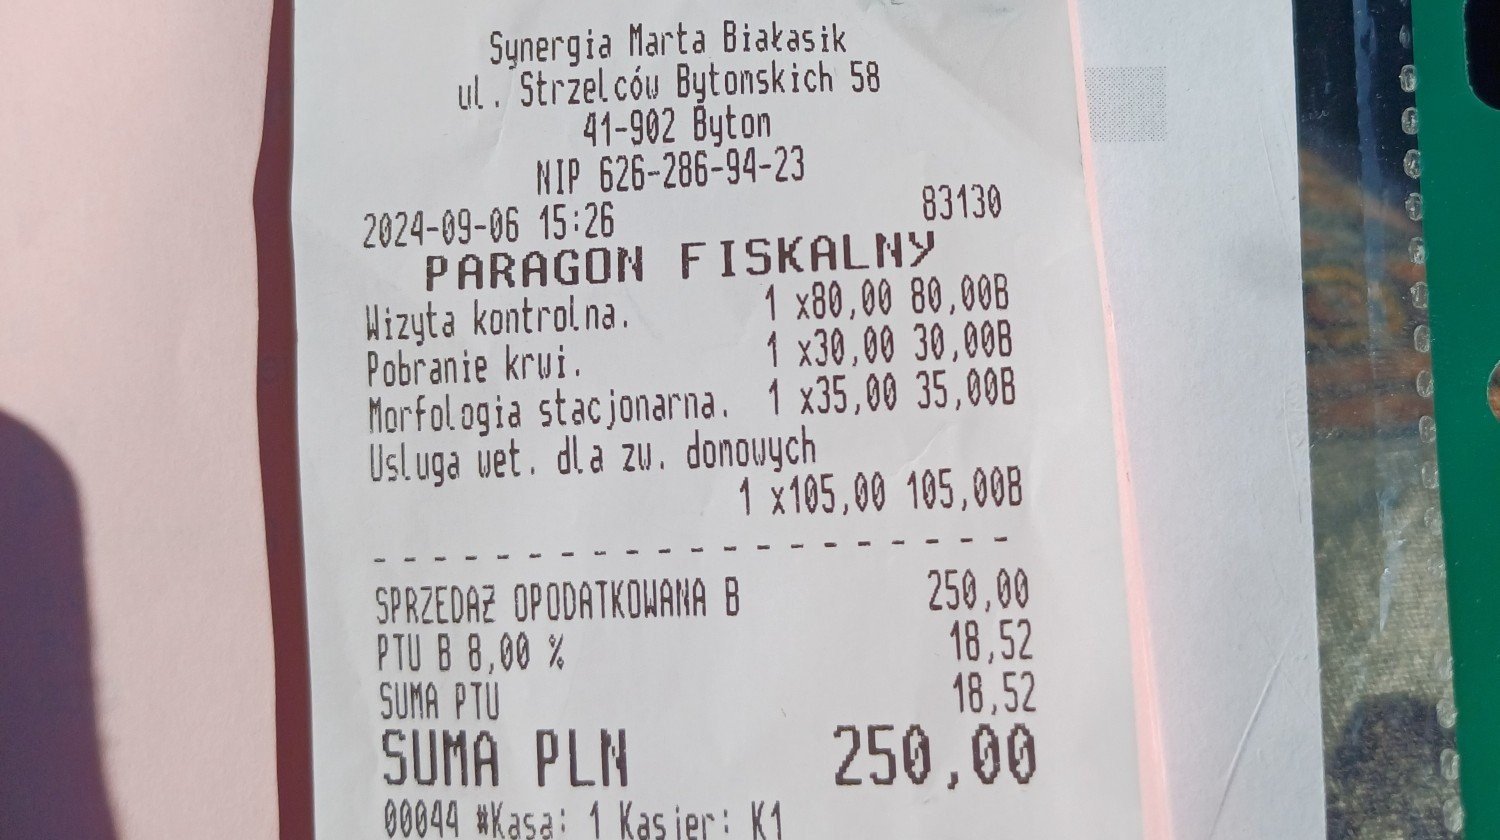 Synergia Marta Białasik
ul. Strzelców Bytomskich 58
41-902 Bytom
NIP 626-286-94-23
2024-09-06 15:26 83130
PARAGON FISKALNY
Wizyta kontrolna. 1 x80,00 80,00B
Pobranie krwi. 1 x30,00 30,00B
Morfologia stacjonarna. 1 x35,00 35,00B
Usluga wet. dla zw. domowych
1 x105,00 105,00B
- - - - - - - - - - - - - - - - - - - - -
SPRZEDAŻ OPODATKOWANA B 250,00
PTU B 8,00 % 18,52
SUMA PTU 18,52
SUMA PLN 250,00
00044 #Kasa: 1 Kasjer: K1